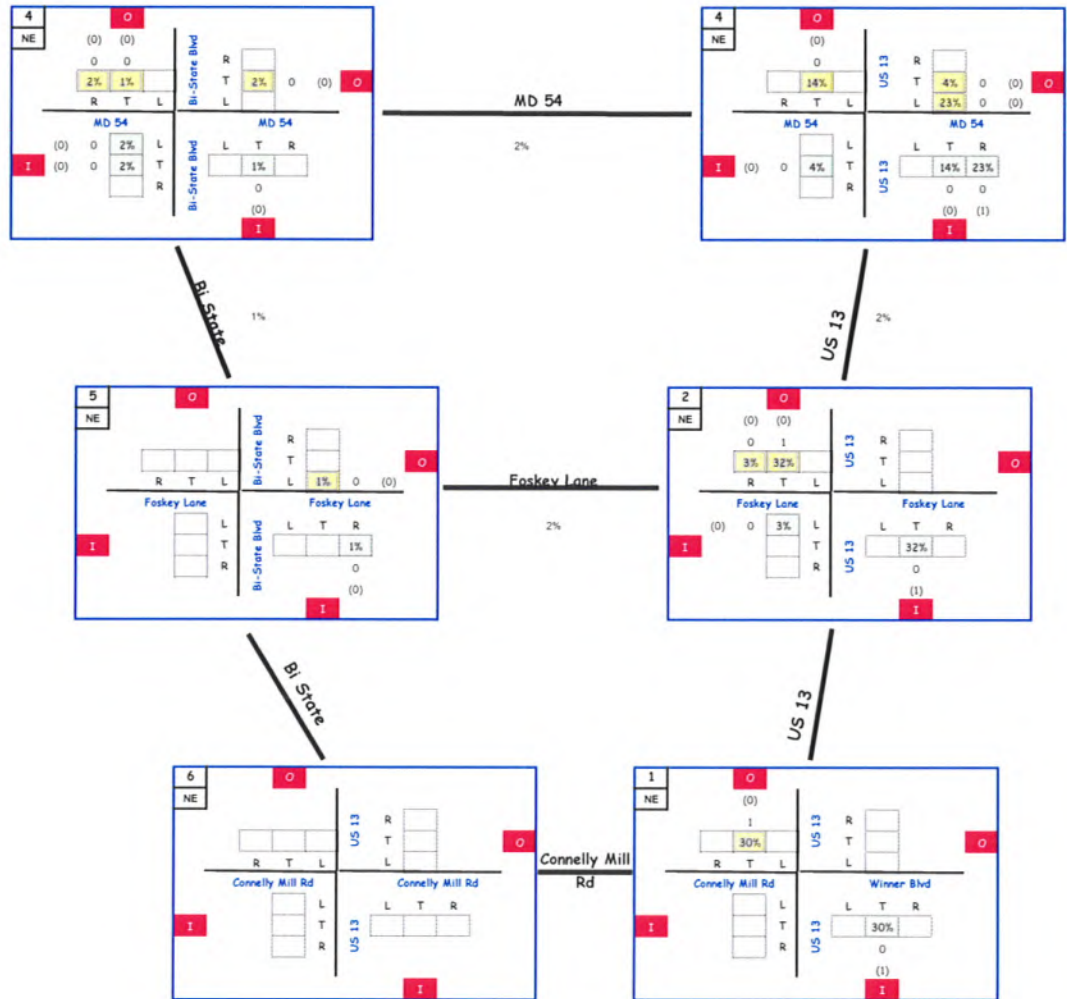 4 O
NE (0) (0) Bi-State Blvd R
0 0 T 2% 0 (0) O
2% 1% L
R T L
MD 54 MD 54
(0) 0 2% L Bi-State Blvd L T R
I (0) 0 2% T 1%
R 0
(0)
I
MD 54
2%
4 O
NE (0) US 13 R
0 T 4% 0 (0) O
14% L 23% 0 (0)
R T L
MD 54 MD 54
L US 13 L T R
I (0) 0 4% T 14% 23%
R 0 0
(0) (1)
I
Bi State
1%
US 13
2%
5 O
NE Bi-State Blvd R
T O
L 1% 0 (0)
R T L
Foskey Lane Foskey Lane
L Bi-State Blvd L T R
I T 1%
R 0
(0)
I
Foskey Lane
2%
2 O
NE (0) (0) US 13 R
0 1 T O
3% 32% L
R T L
Foskey Lane Foskey Lane
(0) 0 3% L US 13 L T R
I T 32%
R 0
(1)
I
Bi State
US 13
6 O
NE US 13 R
T O
L
R T L
Connelly Mill Rd Connelly Mill Rd
L US 13 L T R
I T
R
I
Connelly Mill
Rd
1 O
NE (0) US 13 R
1 T O
30% L
R T L
Connelly Mill Rd Winner Blvd
L US 13 L T R
I T 30%
R 0
(1)
I